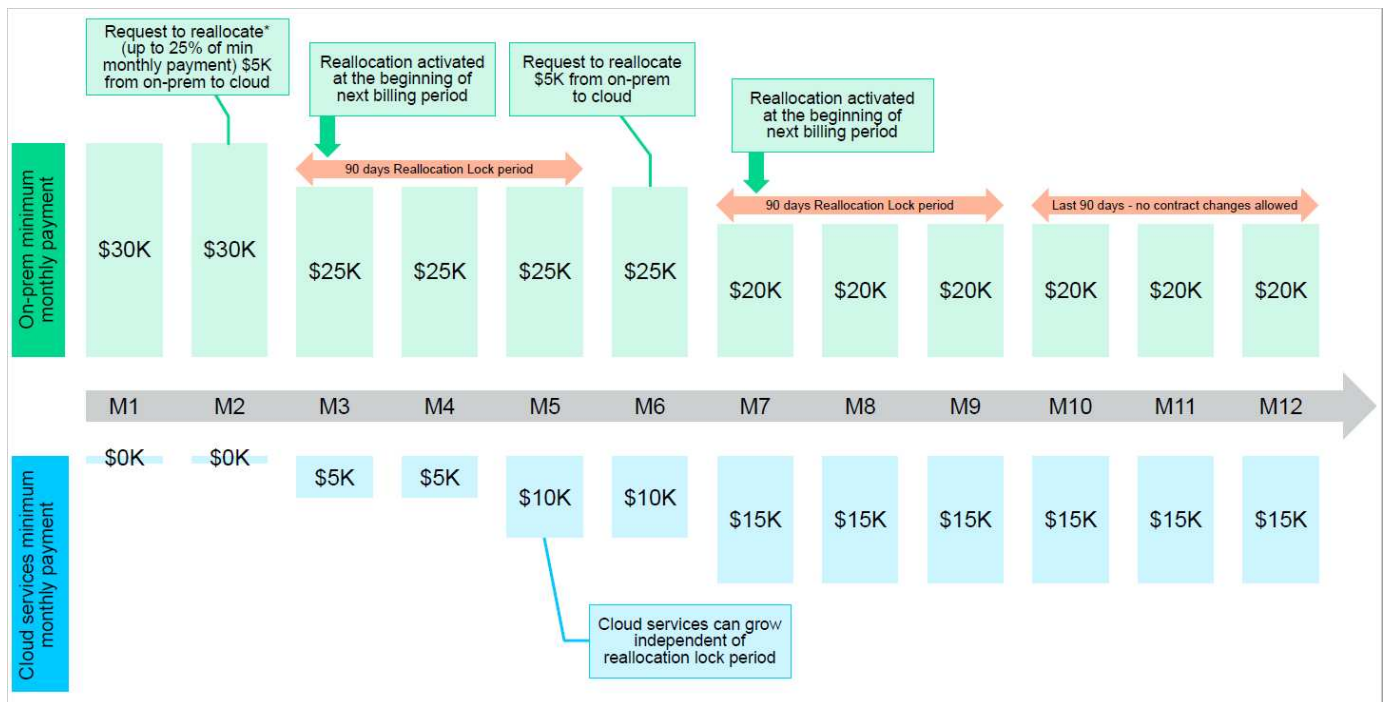 Request to reallocate*
(up to 25% of min
monthly payment) $5K
from on-prem to cloud
Reallocation activated
at the beginning of
next billing period
Request to reallocate
$5K from on-prem
to cloud
Reallocation activated
at the beginning of
next billing period
90 days Reallocation Lock period
90 days Reallocation Lock period
Last 90 days - no contract changes allowed
On-prem minimum
monthly payment
$30K
$30K
$25K
$25K
$25K
$25K
$20K
$20K
$20K
$20K
$20K
$20K
M1
M2
M3
M4
M5
M6
M7
M8
M9
M10
M11
M12
Cloud services minimum
monthly payment
$0K
$0K
$5K
$5K
$10K
$10K
$15K
$15K
$15K
$15K
$15K
$15K
Cloud services can grow
independent of
reallocation lock period